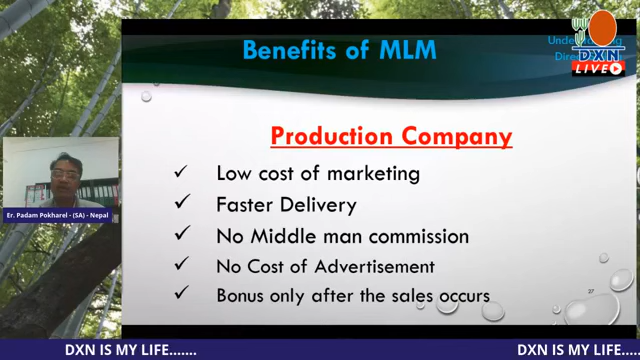 Benefits of MLM
DXN
LIVE
Production Company
Low cost of marketing
Faster Delivery
No Middle man commission
No Cost of Advertisement
Bonus only after the sales occurs
27
Er. Padam Pokharel - (SA) - Nepal
DXN IS MY LIFE.......
DXN IS MY LIFE.....